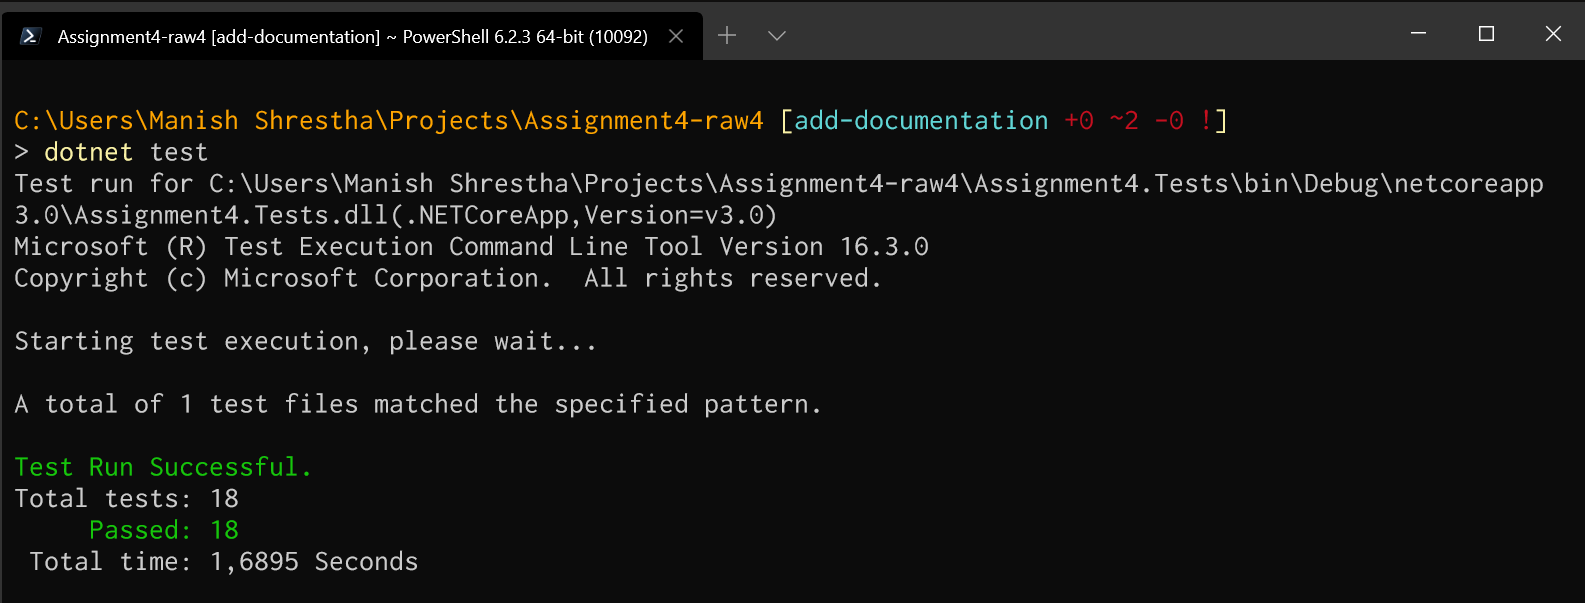 Assignment4-raw4 [add-documentation] ~ PowerShell 6.2.3 64-bit (10092)
C:\Users\Manish Shrestha\Projects\Assignment4-raw4 [add-documentation +0 ~2 -0 !]
> dotnet test
Test run for C:\Users\Manish Shrestha\Projects\Assignment4-raw4\Assignment4.Tests\bin\Debug\netcoreapp
3.0\Assignment4.Tests.dll(.NETCoreApp,Version=v3.0)
Microsoft (R) Test Execution Command Line Tool Version 16.3.0
Copyright (c) Microsoft Corporation.  All rights reserved.
Starting test execution, please wait...
A total of 1 test files matched the specified pattern.
Test Run Successful.
Total tests: 18
Passed: 18
Total time: 1,6895 Seconds